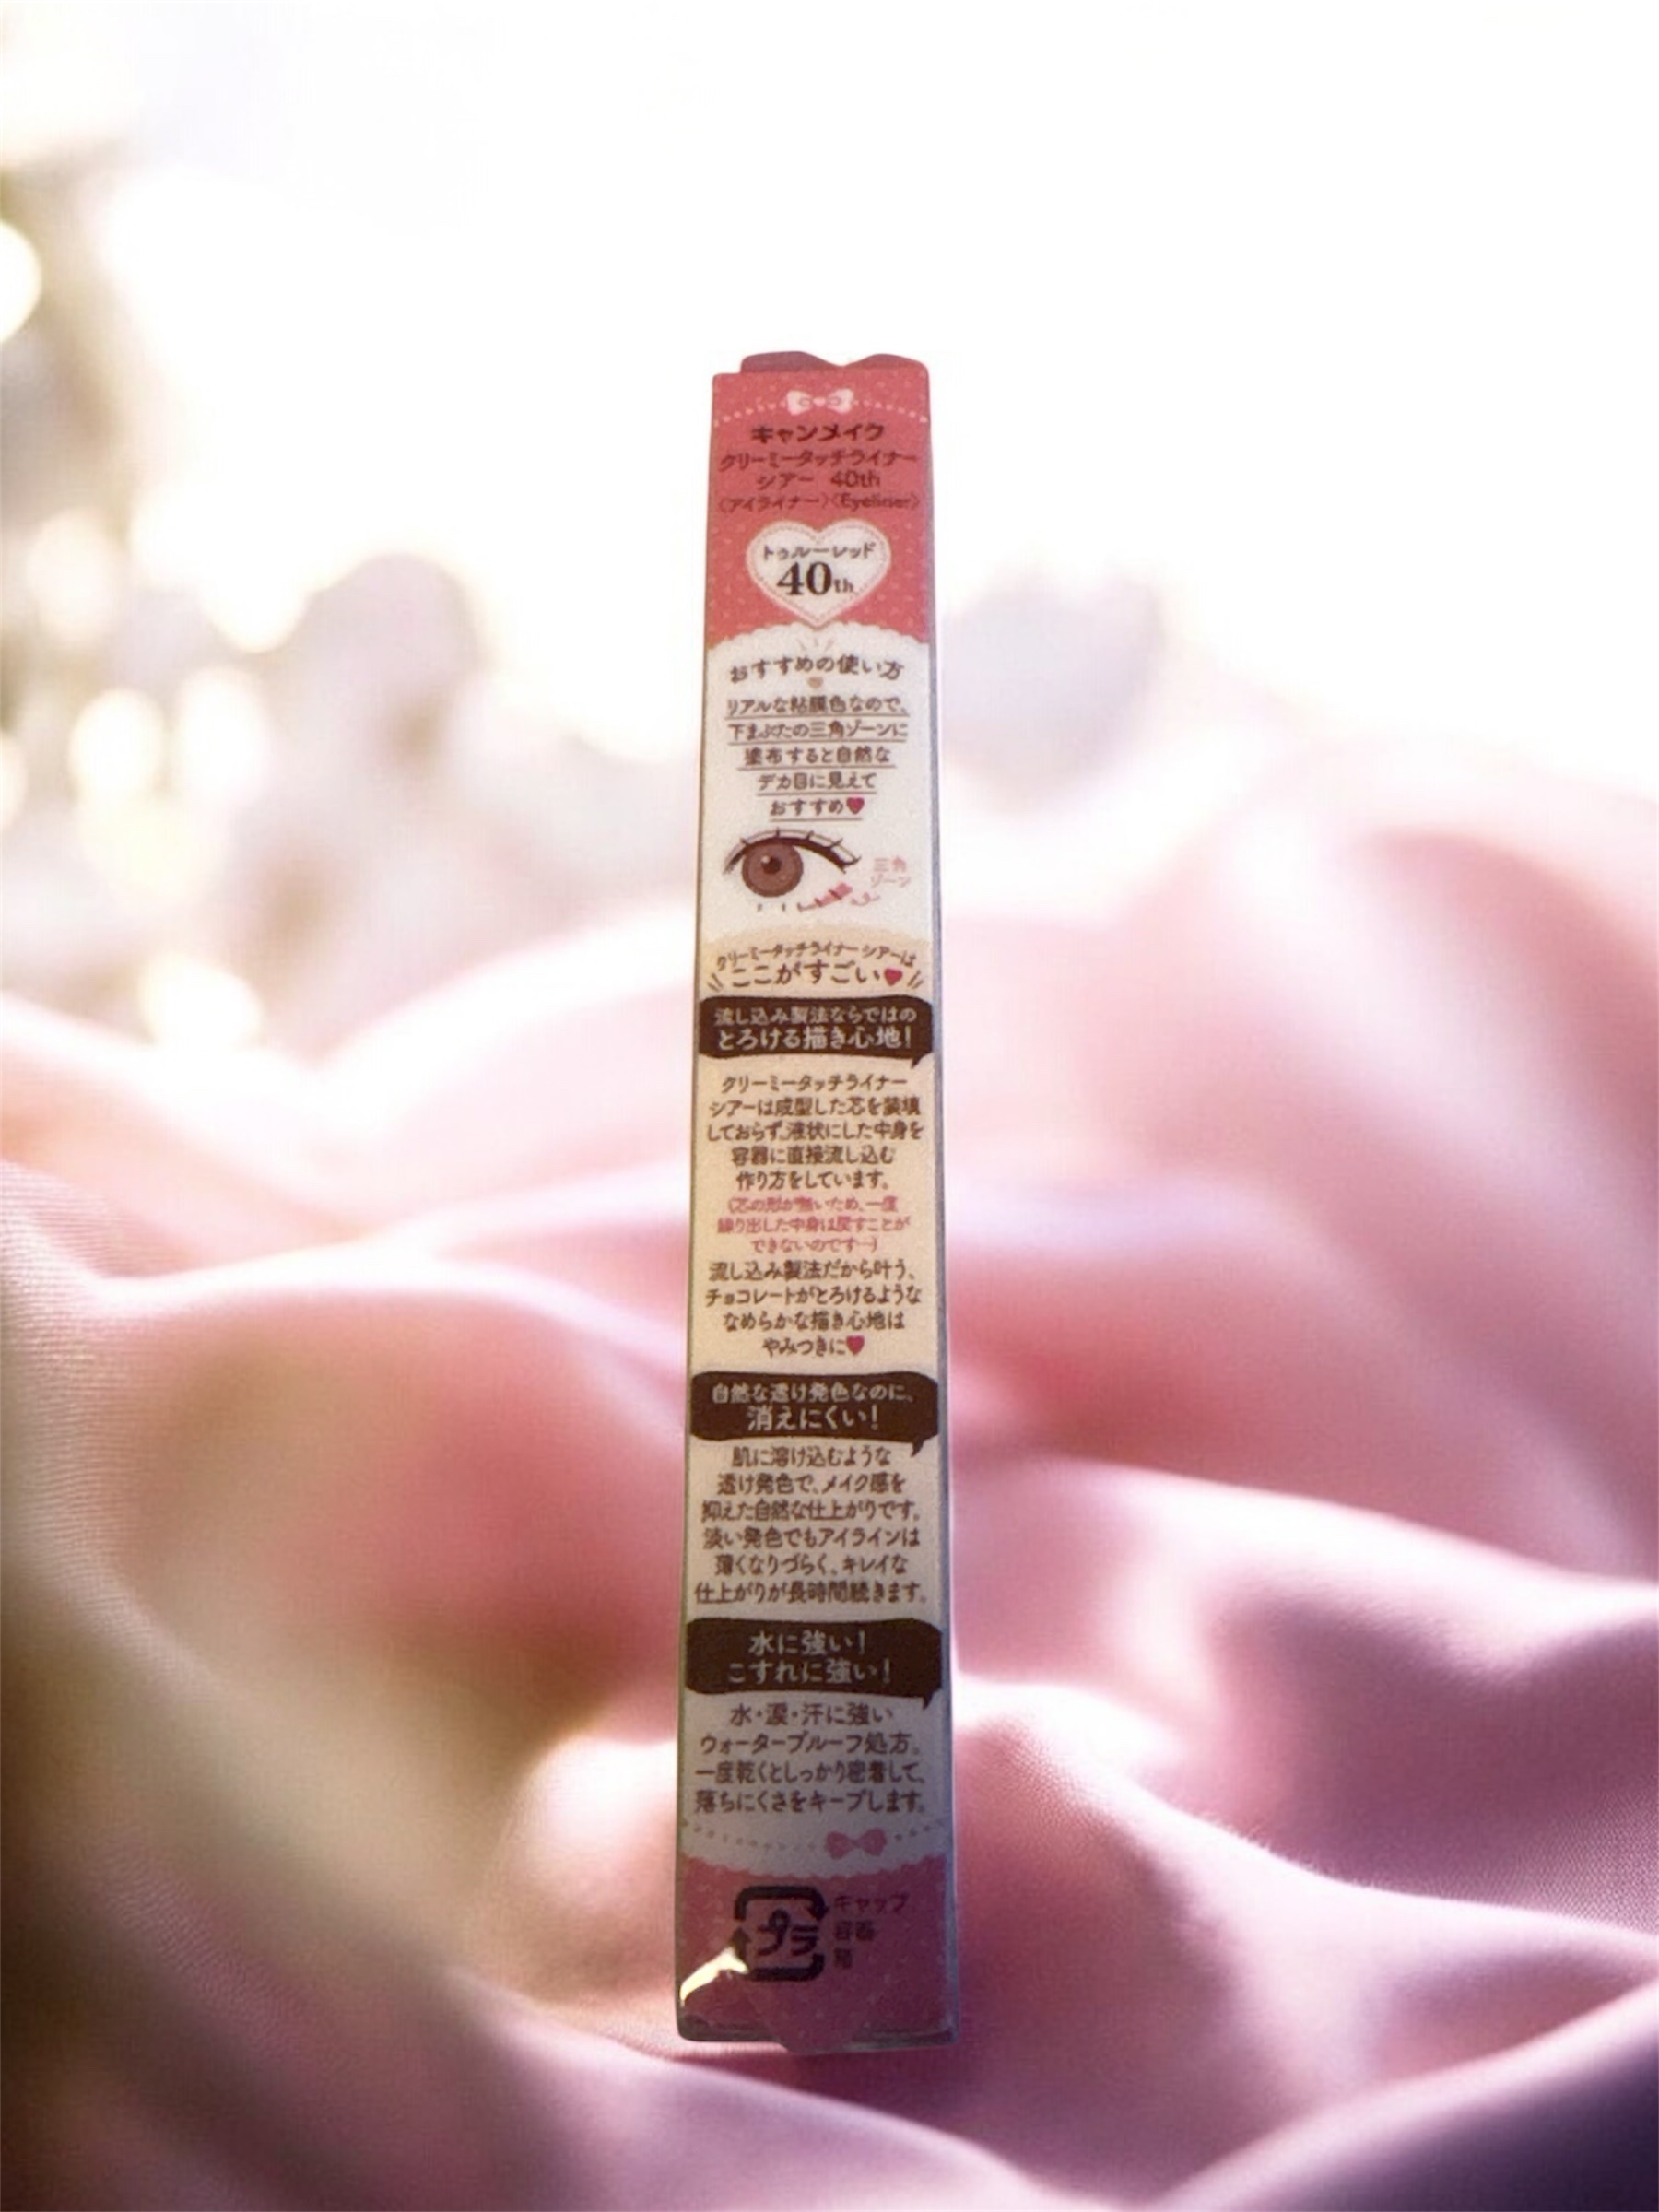 キャンメイク
クリーミータッチライナー
シアー 40th
〈アイライナー〉〈Eyeliner〉
トゥルーレッド
40th
おすすめの使い方
リアルな粘膜色なので、
下まぶたの三角ゾーンに
塗布すると自然な
デカ目に見えて
おすすめ♥
三角
ゾーン
クリーミータッチライナー シアーは
ここがすごい♥
流し込み製法ならではの
とろける描き心地!
クリーミータッチライナー
シアーは成型した芯を装填
しておらず、液状にした中身を
容器に直接流し込む
作り方をしています。
(芯の形が無いため、一度
繰り出した中身は戻すことが
できないのです…)
流し込み製法だから叶う、
チョコレートがとろけるような
なめらかな描き心地は
やみつきに♥
自然な透け発色なのに、
消えにくい!
肌に溶け込むような
透け発色で、メイク感を
抑えた自然な仕上がりです。
淡い発色でもアイラインは
薄くなりづらく、キレイな
仕上がりが長時間続きます。
水に強い!
こすれに強い!
水・涙・汗に強い
ウォータープルーフ処方。
一度乾くとしっかり密着して、
落ちにくさをキープします。
プラ
キャップ
容器